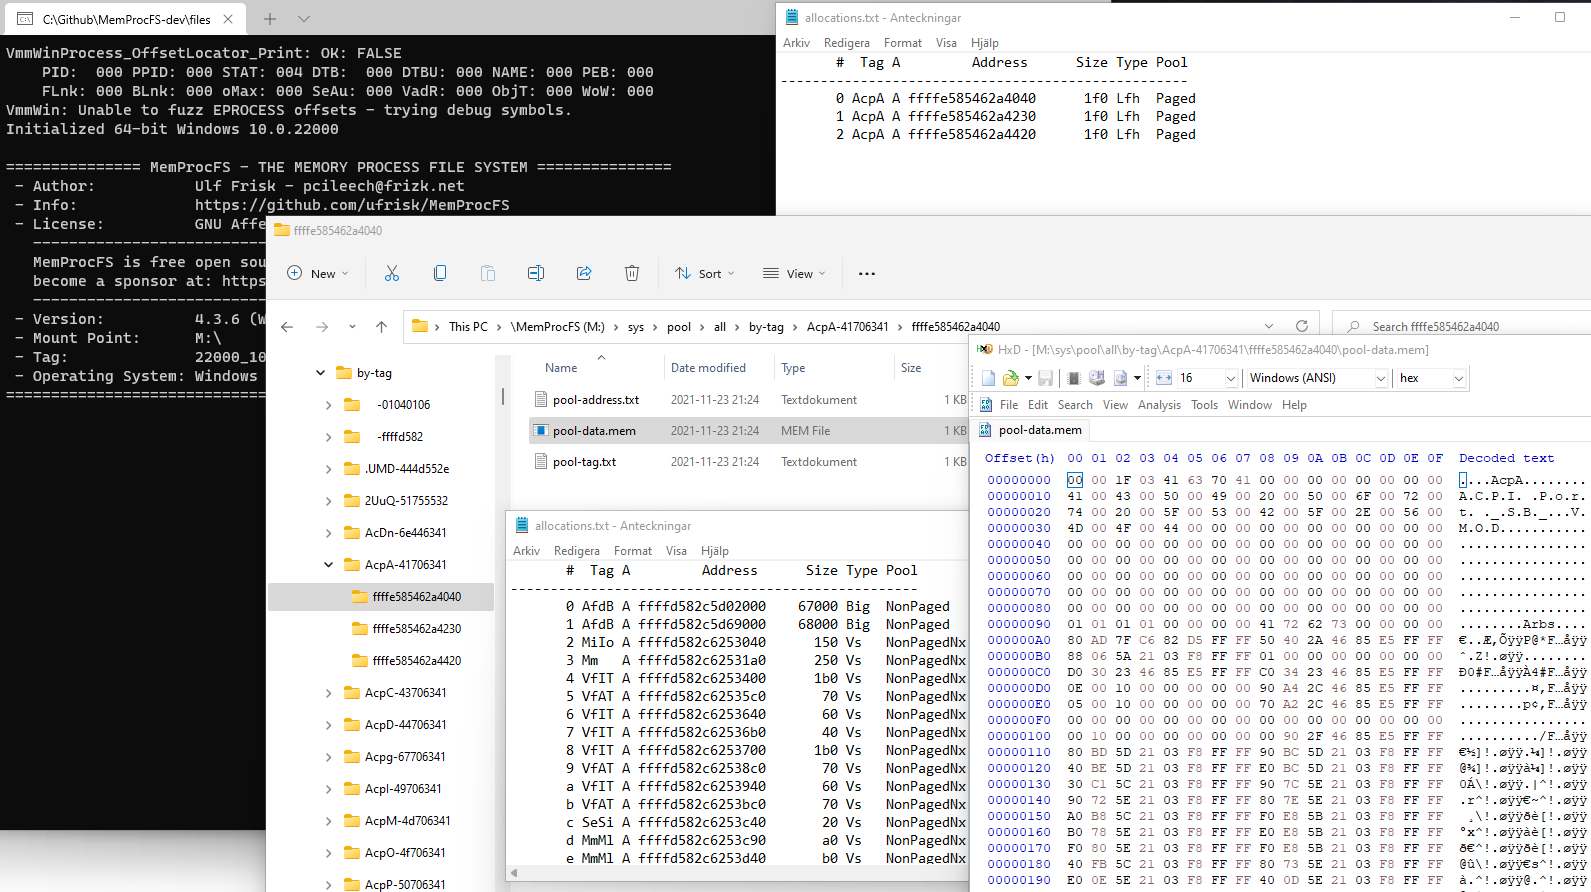 C:\Github\MemProcFS-dev\files
VmmWinProcess_OffsetLocator_Print: OK: FALSE
PID:  000 PPID: 000 STAT: 004 DTB:  000 DTBU: 000 NAME: 000 PEB: 000
FLnk: 000 BLnk: 000 oMax: 000 SeAu: 000 VadR: 000 ObjT: 000 WoW: 000
VmmWin: Unable to fuzz EPROCESS offsets - trying debug symbols.
Initialized 64-bit Windows 10.0.22000
=============== MemProcFS - THE MEMORY PROCESS FILE SYSTEM ===============
- Author:           Ulf Frisk - pcileech@frizk.net
- Info:             https://github.com/ufrisk/MemProcFS
- License:          GNU Affe
--------------------------
MemProcFS is free open sou
become a sponsor at: https
--------------------------
- Version:          4.3.6 (W
- Mount Point:      M:\
- Tag:              22000_10
- Operating System: Windows
=============================
allocations.txt - Anteckningar
Arkiv Redigera Format Visa Hjälp
# Tag A Address Size Type Pool
---------------------------------------------------
0 AcpA A ffffe585462a4040 1f0 Lfh Paged
1 AcpA A ffffe585462a4230 1f0 Lfh Paged
2 AcpA A ffffe585462a4420 1f0 Lfh Paged
ffffe585462a4040
New Sort View
This PC > \MemProcFS (M:) > sys > pool > all > by-tag > AcpA-41706341 > ffffe585462a4040
Search ffffe585462a4040
by-tag
-01040106
-ffffd582
.UMD-444d552e
2UuQ-51755532
AcDn-6e446341
AcpA-41706341
ffffe585462a4040
ffffe585462a4230
ffffe585462a4420
AcpC-43706341
AcpD-44706341
Acpg-67706341
AcpI-49706341
AcpM-4d706341
AcpO-4f706341
AcpP-50706341
Name Date modified Type Size
pool-address.txt 2021-11-23 21:24 Textdokument 1 KB
pool-data.mem 2021-11-23 21:24 MEM File 1 KB
pool-tag.txt 2021-11-23 21:24 Textdokument 1 KB
allocations.txt - Anteckningar
Arkiv Redigera Format Visa Hjälp
# Tag A Address Size Type Pool
---------------------------------------------------
0 AfdB A ffffd582c5d02000 67000 Big NonPaged
1 AfdB A ffffd582c5d69000 68000 Big NonPaged
2 MiIo A ffffd582c6253040 150 Vs NonPagedNx
3 Mm A ffffd582c62531a0 250 Vs NonPagedNx
4 VfIT A ffffd582c6253400 1b0 Vs NonPagedNx
5 VfAT A ffffd582c62535c0 70 Vs NonPagedNx
6 VfIT A ffffd582c6253640 60 Vs NonPagedNx
7 VfIT A ffffd582c62536b0 40 Vs NonPagedNx
8 VfIT A ffffd582c6253700 1b0 Vs NonPagedNx
9 VfAT A ffffd582c62538c0 70 Vs NonPagedNx
a VfIT A ffffd582c6253940 60 Vs NonPagedNx
b VfAT A ffffd582c6253bc0 70 Vs NonPagedNx
c SeSi A ffffd582c6253c40 20 Vs NonPagedNx
d MmMl A ffffd582c6253c90 a0 Vs NonPagedNx
e MmMl A ffffd582c6253d40 b0 Vs NonPagedNx
HxD - [M:\sys\pool\all\by-tag\AcpA-41706341\ffffe585462a4040\pool-data.mem]
16 Windows (ANSI) hex
File Edit Search View Analysis Tools Window Help
pool-data.mem
Offset(h) 00 01 02 03 04 05 06 07 08 09 0A 0B 0C 0D 0E 0F Decoded text
00000000 00 00 1F 03 41 63 70 41 00 00 00 00 00 00 00 00 ....AcpA........
00000010 41 00 43 00 50 00 49 00 20 00 50 00 6F 00 72 00 A.C.P.I. .P.o.r.
00000020 74 00 20 00 5F 00 53 00 42 00 5F 00 2E 00 56 00 t. ._.S.B._...V.
00000030 4D 00 4F 00 44 00 00 00 00 00 00 00 00 00 00 00 M.O.D...........
00000040 00 00 00 00 00 00 00 00 00 00 00 00 00 00 00 00 ................
00000050 00 00 00 00 00 00 00 00 00 00 00 00 00 00 00 00 ................
00000060 00 00 00 00 00 00 00 00 00 00 00 00 00 00 00 00 ................
00000070 00 00 00 00 00 00 00 00 00 00 00 00 00 00 00 00 ................
00000080 00 00 00 00 00 00 00 00 00 00 00 00 00 00 00 00 ................
00000090 01 01 01 01 00 00 00 00 41 72 62 73 00 00 00 00 ........Arbs....
000000A0 80 AD 7F C6 82 D5 FF FF 50 40 2A 46 85 E5 FF FF €..Æ‚ÕÿÿP@*F…åÿÿ
000000B0 88 06 5A 21 03 F8 FF FF 01 00 00 00 00 00 00 00 ˆ.Z!.øÿÿ........
000000C0 D0 30 23 46 85 E5 FF FF C0 34 23 46 85 E5 FF FF Ð0#F…åÿÿÀ4#F…åÿÿ
000000D0 0E 00 10 00 00 00 00 00 90 A4 2C 46 85 E5 FF FF .........¤,F…åÿÿ
000000E0 05 00 10 00 00 00 00 00 70 A2 2C 46 85 E5 FF FF ........p¢,F…åÿÿ
000000F0 00 00 00 00 00 00 00 00 00 00 00 00 00 00 00 00 ................
00000100 00 10 00 00 00 00 00 00 90 2F 46 85 E5 FF FF ........./F…åÿÿ
00000110 80 BD 5D 21 03 F8 FF FF 90 BC 5D 21 03 F8 FF FF €½]!.øÿÿ.¼]!.øÿÿ
00000120 40 BE 5D 21 03 F8 FF FF E0 BC 5D 21 03 F8 FF FF @¾]!.øÿÿà¼]!.øÿÿ
00000130 30 C1 5C 21 03 F8 FF FF 90 7C 5E 21 03 F8 FF FF 0Á\!.øÿÿ.|^!.øÿÿ
00000140 90 72 5E 21 03 F8 FF FF 80 7E 5E 21 03 F8 FF FF .r^!.øÿÿ€~^!.øÿÿ
00000150 A0 B8 5C 21 03 F8 FF FF F0 E8 5B 21 03 F8 FF FF ¸\!.øÿÿðè[!.øÿÿ
00000160 B0 78 5E 21 03 F8 FF FF E0 E8 5B 21 03 F8 FF FF °x^!.øÿÿàè[!.øÿÿ
00000170 F0 80 5E 21 03 F8 FF FF F0 E8 5B 21 03 F8 FF FF ð€^!.øÿÿðè[!.øÿÿ
00000180 40 FB 5C 21 03 F8 FF FF 80 73 5E 21 03 F8 FF FF @û\!.øÿÿ€s^!.øÿÿ
00000190 E0 0E 5E 21 03 F8 FF FF 40 0D 5E 21 03 F8 FF FF à.^!.øÿÿ@.^!.øÿÿ